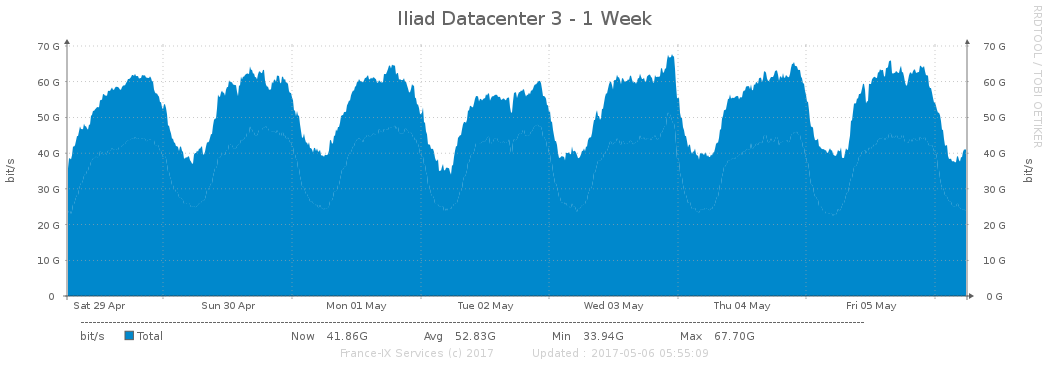 Iliad Datacenter 3 - 1 Week
RRDTOOL / TOBI OETIKER
70 G 70 G
60 G 60 G
50 G 50 G
40 G 40 G
30 G 30 G
20 G 20 G
10 G 10 G
0 0 G
bit/s bit/s
Sat 29 Apr Sun 30 Apr Mon 01 May Tue 02 May Wed 03 May Thu 04 May Fri 05 May
bit/s Total Now 41.86G Avg 52.83G Min 33.94G Max 67.70G
France-IX Services (c) 2017 Updated : 2017-05-06 05:55:09